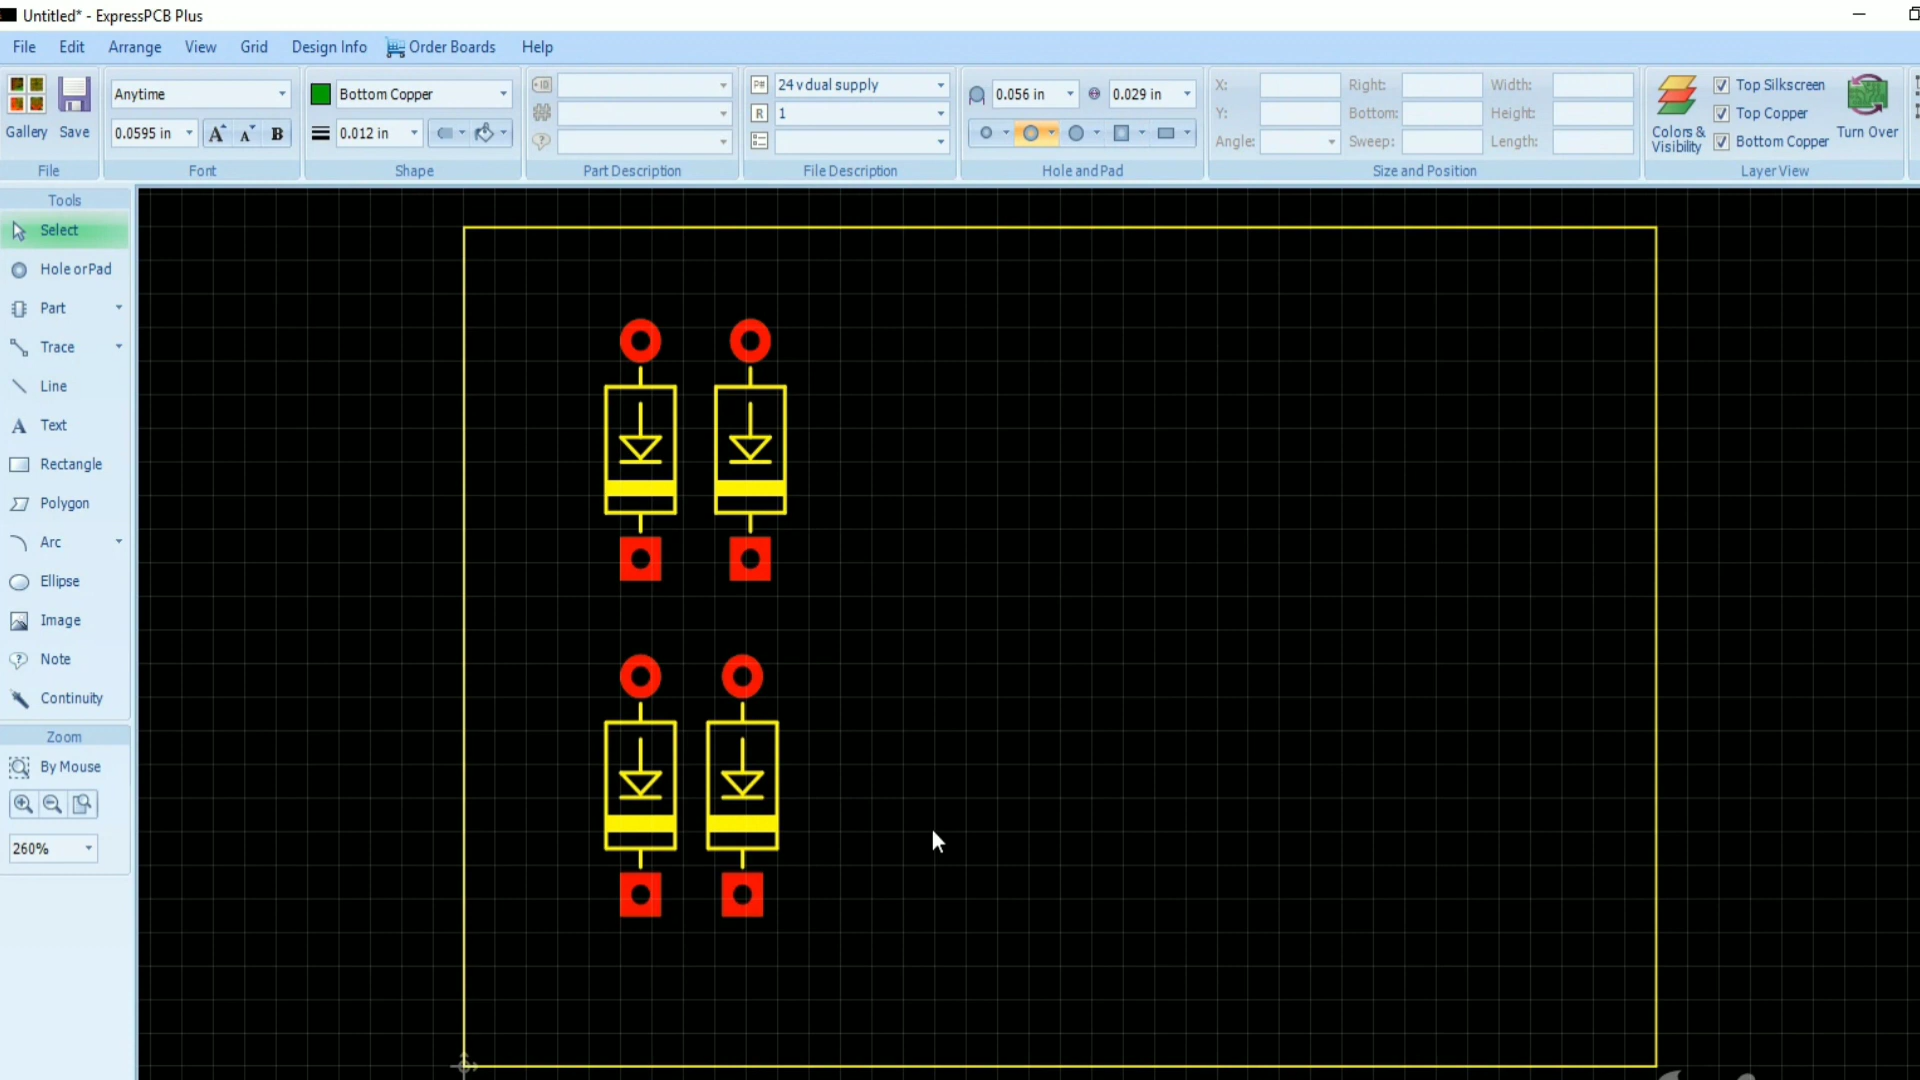 Untitled* - ExpressPCB Plus
File Edit Arrange View Grid Design Info Order Boards Help
Gallery Save
File
Anytime
0.0595 in A A B
Font
Bottom Copper
0.012 in
Shape
ID
Part Description
P# 24 v dual supply
R 1
File Description
0.056 in 0.029 in
Hole and Pad
X: Right: Width:
Y: Bottom: Height:
Angle: Sweep: Length:
Size and Position
Colors & Visibility
Top Silkscreen
Top Copper
Bottom Copper
Turn Over
Layer View
Tools
Select
Hole or Pad
Part
Trace
Line
A Text
Rectangle
Polygon
Arc
Ellipse
Image
Note
Continuity
Zoom
By Mouse
260%